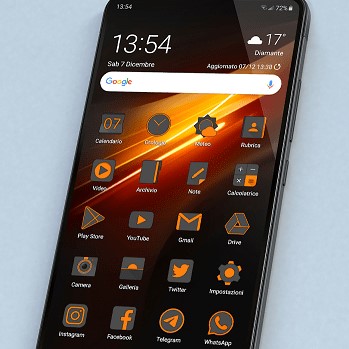 13:54
72%
13:54
17°
Diamante
Sab 7 Dicembre
Aggiornato 07/12 13:38
Google
07
Calendario
Orologio
Meteo
Rubrica
Video
Archivio
Note
Calcolatrice
Play Store
YouTube
Gmail
Drive
Camera
Galleria
Twitter
Impostazioni
Instagram
Facebook
Telegram
WhatsApp